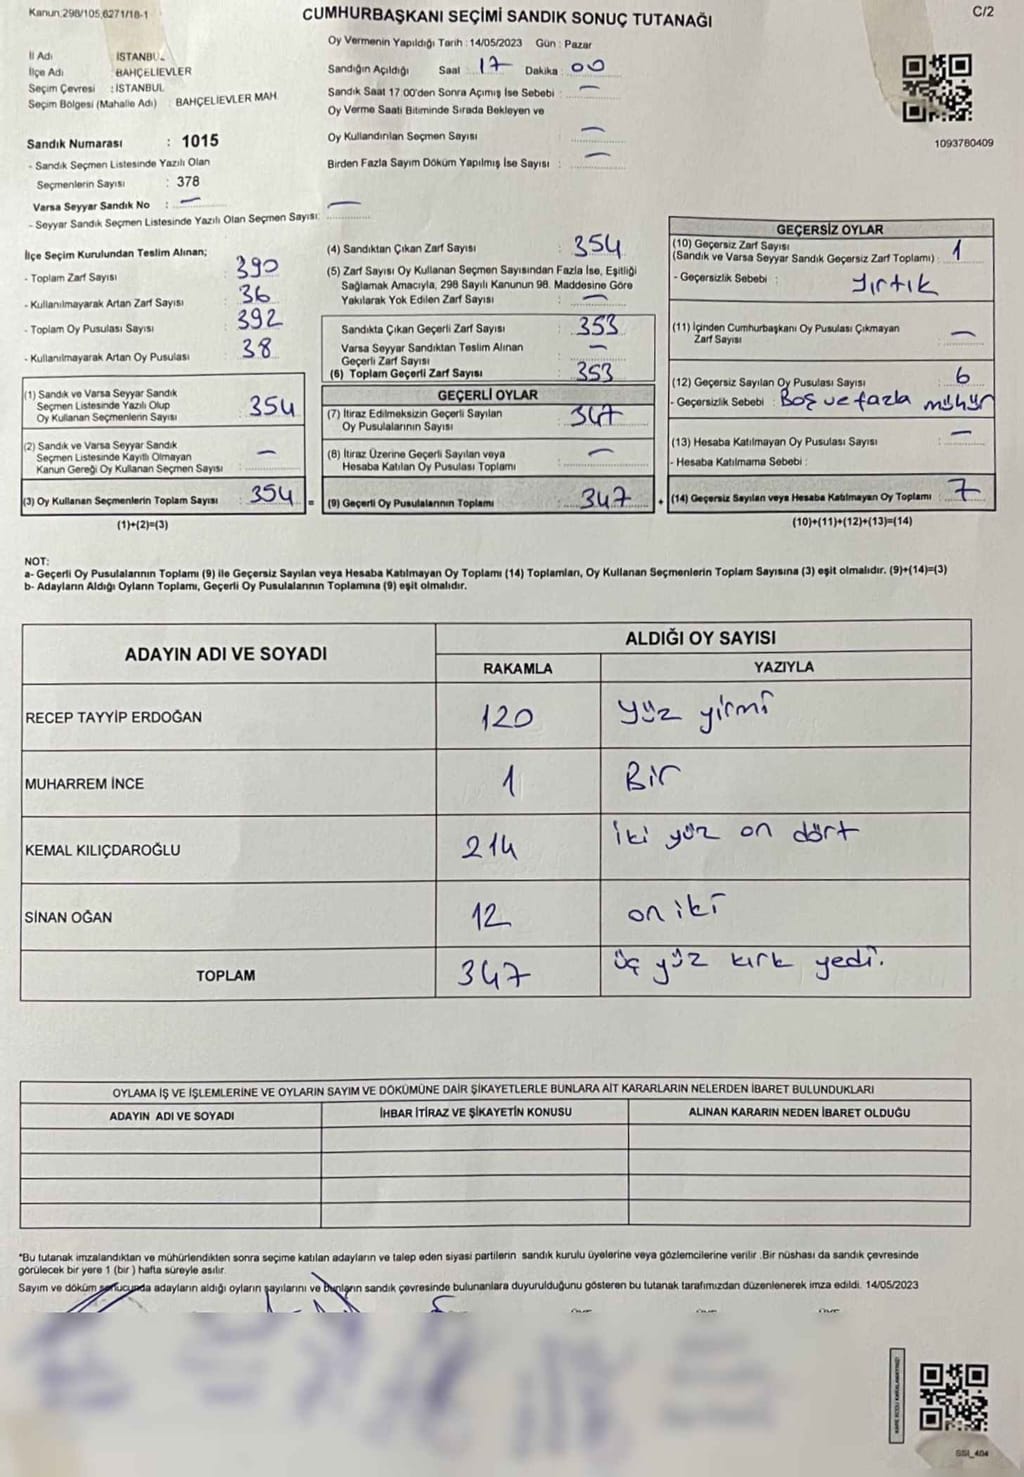 Kanun:298/105,6271/18-1
CUMHURBAŞKANI SEÇİMİ SANDIK SONUÇ TUTANAĞI
C/2
Oy Vermenin Yapıldığı Tarih : 14/05/2023 Gün : Pazar
İl Adı İSTANBUL
İlçe Adı : BAHÇELİEVLER
Seçim Çevresi : İSTANBUL
Seçim Bölgesi (Mahalle Adı) : BAHÇELİEVLER MAH.
Sandığın Açıldığı Saat 17 Dakika 00
Sandık Saat 17:00'den Sonra Açılmış İse Sebebi : —
Oy Verme Saati Bitiminde Sırada Bekleyen ve
Oy Kullandırılan Seçmen Sayısı —
Birden Fazla Sayım Döküm Yapılmış İse Sayısı : —
1093780409
Sandık Numarası : 1015
- Sandık Seçmen Listesinde Yazılı Olan
Seçmenlerin Sayısı : 378
Varsa Seyyar Sandık No : —
- Seyyar Sandık Seçmen Listesinde Yazılı Olan Seçmen Sayısı: —
İlçe Seçim Kurulundan Teslim Alınan;
- Toplam Zarf Sayısı : 390
- Kullanılmayarak Artan Zarf Sayısı : 36
- Toplam Oy Pusulası Sayısı : 392
- Kullanılmayarak Artan Oy Pusulası : 38
(1) Sandık ve Varsa Seyyar Sandık
Seçmen Listesinde Yazılı Olup
Oy Kullanan Seçmenlerin Sayısı : 354
(2) Sandık ve Varsa Seyyar Sandık
Seçmen Listesinde Kayıtlı Olmayan
Kanun Gereği Oy Kullanan Seçmen Sayısı : —
(3) Oy Kullanan Seçmenlerin Toplam Sayısı : 354 =
(1)+(2)=(3)
(4) Sandıktan Çıkan Zarf Sayısı : 354
(5) Zarf Sayısı Oy Kullanan Seçmen Sayısından Fazla İse, Eşitliği
Sağlamak Amacıyla, 298 Sayılı Kanunun 98. Maddesine Göre
Yakılarak Yok Edilen Zarf Sayısı : —
Sandıkta Çıkan Geçerli Zarf Sayısı : 353
Varsa Seyyar Sandıktan Teslim Alınan
Geçerli Zarf Sayısı : —
(6) Toplam Geçerli Zarf Sayısı : 353
GEÇERLİ OYLAR
(7) İtiraz Edilmeksizin Geçerli Sayılan
Oy Pusulalarının Sayısı : 347
(8) İtiraz Üzerine Geçerli Sayılan veya
Hesaba Katılan Oy Pusulası Toplamı : —
(9) Geçerli Oy Pusulalarının Toplamı : 347 +
GEÇERSİZ OYLAR
(10) Geçersiz Zarf Sayısı
(Sandık ve Varsa Seyyar Sandık Geçersiz Zarf Toplamı) : 1
- Geçersizlik Sebebi : Yırtık
(11) İçinden Cumhurbaşkanı Oy Pusulası Çıkmayan
Zarf Sayısı : —
(12) Geçersiz Sayılan Oy Pusulası Sayısı : 6
- Geçersizlik Sebebi : Boş ve fazla mühür
(13) Hesaba Katılmayan Oy Pusulası Sayısı : —
- Hesaba Katılmama Sebebi :
(14) Geçersiz Sayılan veya Hesaba Katılmayan Oy Toplamı : 7
(10)+(11)+(12)+(13)=(14)
NOT:
a- Geçerli Oy Pusulalarının Toplamı (9) ile Geçersiz Sayılan veya Hesaba Katılmayan Oy Toplamı (14) Toplamları, Oy Kullanan Seçmenlerin Toplam Sayısına (3) eşit olmalıdır. (9)+(14)=(3)
b- Adayların Aldığı Oyların Toplamı, Geçerli Oy Pusulalarının Toplamına (9) eşit olmalıdır.
ADAYIN ADI VE SOYADI ALDIĞI OY SAYISI
RAKAMLA YAZIYLA
RECEP TAYYİP ERDOĞAN 120 yüz yirmi
MUHARREM İNCE 1 Bir
KEMAL KILIÇDAROĞLU 214 iki yüz on dört
SİNAN OĞAN 12 on iki
TOPLAM 347 üç yüz kırk yedi.
OYLAMA İŞ VE İŞLEMLERİNE VE OYLARIN SAYIM VE DÖKÜMÜNE DAİR ŞİKAYETLERLE BUNLARA AİT KARARLARIN NELERDEN İBARET BULUNDUKLARI
ADAYIN ADI VE SOYADI İHBAR İTİRAZ VE ŞİKAYETİN KONUSU ALINAN KARARIN NEDEN İBARET OLDUĞU
*Bu tutanak imzalandıktan ve mühürlendikten sonra seçime katılan adayların ve talep eden siyasi partilerin sandık kurulu üyelerine veya gözlemcilerine verilir .Bir nüshası da sandık çevresinde
görülecek bir yere 1 (bir ) hafta süreyle asılır.
Sayım ve döküm sonucunda adayların aldığı oyların sayılarını ve bunların sandık çevresinde bulunanlara duyurulduğunu gösteren bu tutanak tarafımızdan düzenlenerek imza edildi. 14/05/2023
SSI_404